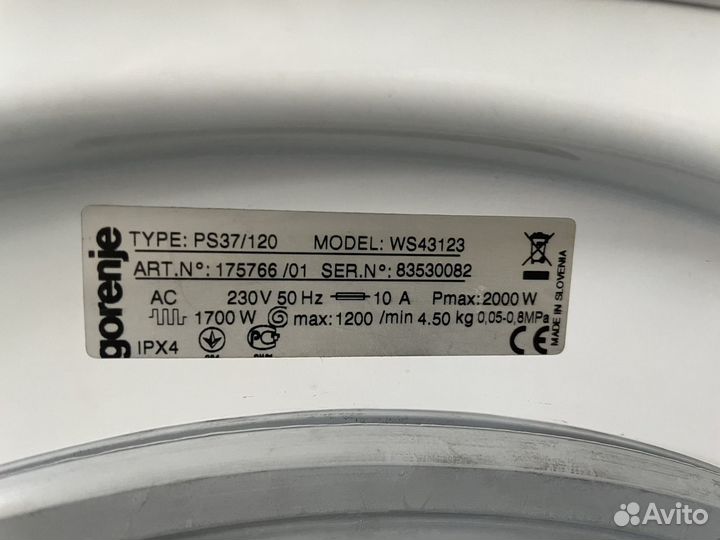 gorenje
TYPE: PS37/120 MODEL: WS43123
ART.N°: 175766 /01 SER.N°: 83530082
AC 230V 50 Hz 10 A Pmax: 2000 W
1700 W max: 1200 /min 4.50 kg 0,05-0,8MPa
IPX4
CE
MADE IN SLOVENIA
Avito